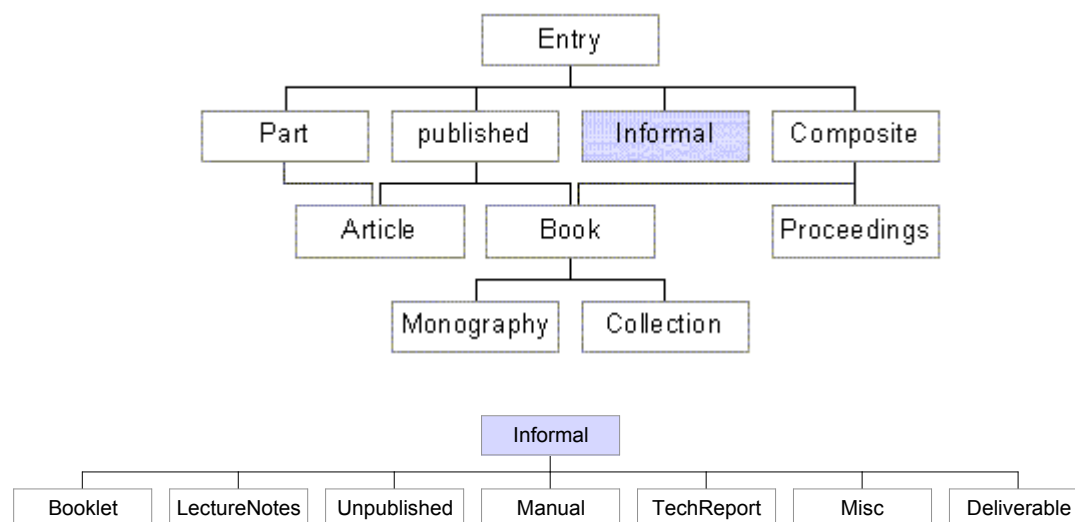 Entry
Part published Informal Composite
Article Book Proceedings
Monography Collection
Informal
Booklet LectureNotes Unpublished Manual TechReport Misc Deliverable